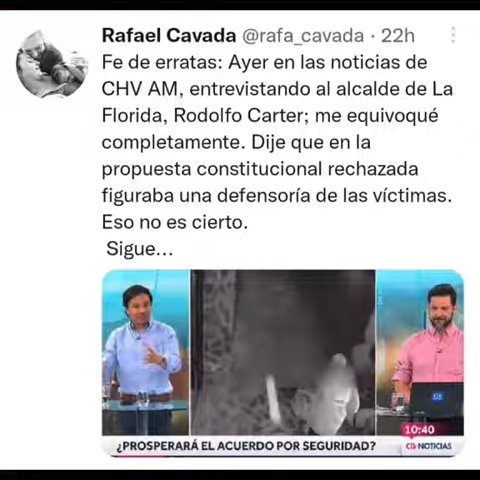 Rafael Cavada @rafa_cavada · 22h
Fe de erratas: Ayer en las noticias de
CHV AM, entrevistando al alcalde de La
Florida, Rodolfo Carter; me equivoqué
completamente. Dije que en la
propuesta constitucional rechazada
figuraba una defensoría de las víctimas.
Eso no es cierto.
Sigue...
10:40
¿PROSPERARÁ EL ACUERDO POR SEGURIDAD?
NOTICIAS